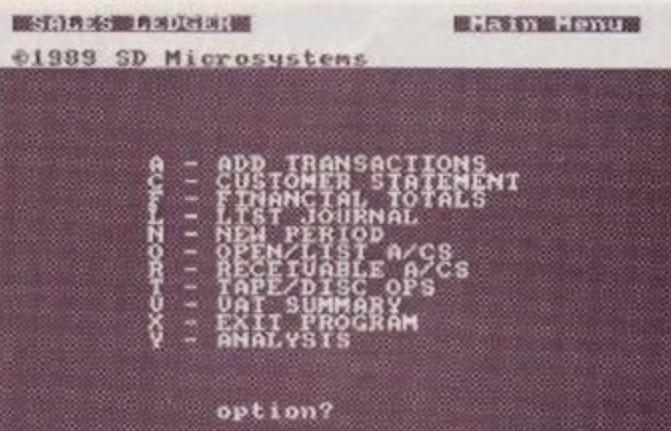 SALES LEDGER Main Menu
©1989 SD Microsystems
A - ADD TRANSACTIONS
C - CUSTOMER STATEMENT
F - FINANCIAL TOTALS
L - LIST JOURNAL
N - NEW PERIOD
O - OPEN/LIST A/CS
R - RECEIVABLE A/CS
T - TAPE/DISC OPS
V - VAT SUMMARY
X - EXIT PROGRAM
Y - ANALYSIS
option?